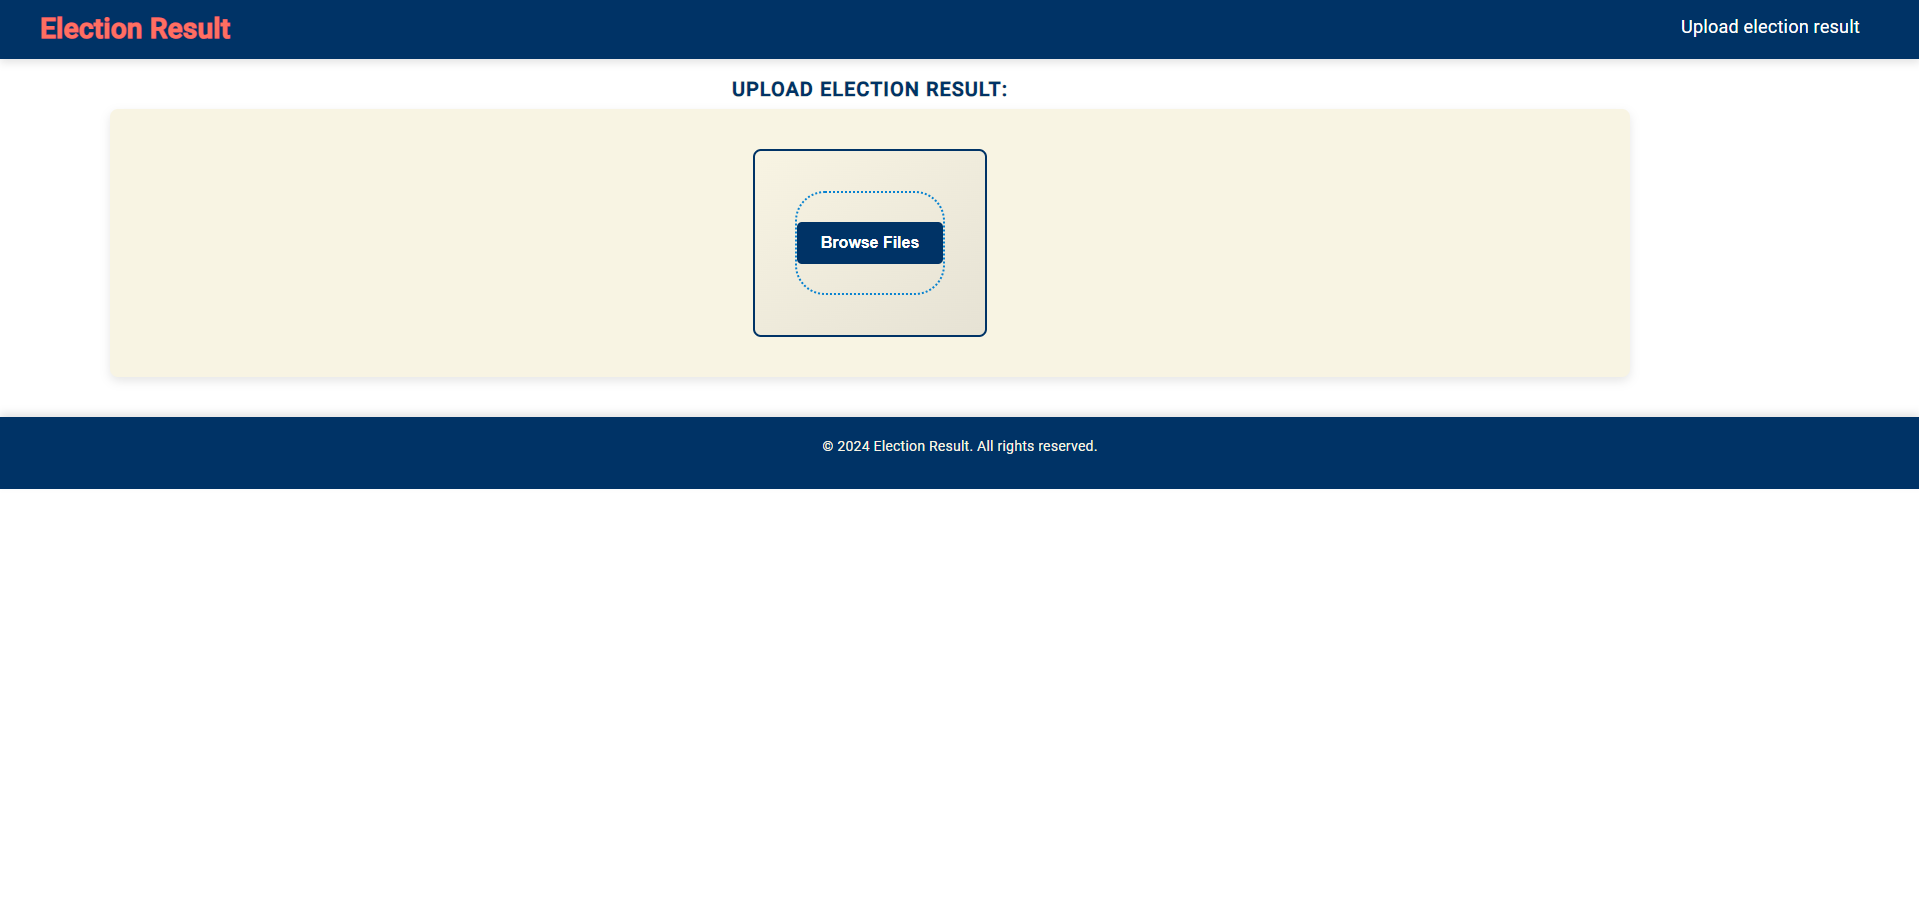 Election Result
Upload election result
UPLOAD ELECTION RESULT:
Browse Files
© 2024 Election Result. All rights reserved.